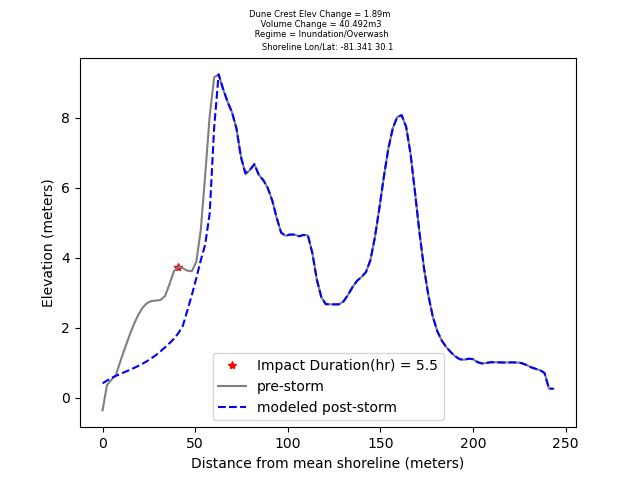 Dune Crest Elev Change = 1.89m
Volume Change = 40.492m3
Regime = Inundation/Overwash
Shoreline Lon/Lat: -81.341 30.1
8
6
4
2
0
Elevation (meters)
Impact Duration(hr) = 5.5
pre-storm
modeled post-storm
0 50 100 150 200 250
Distance from mean shoreline (meters)